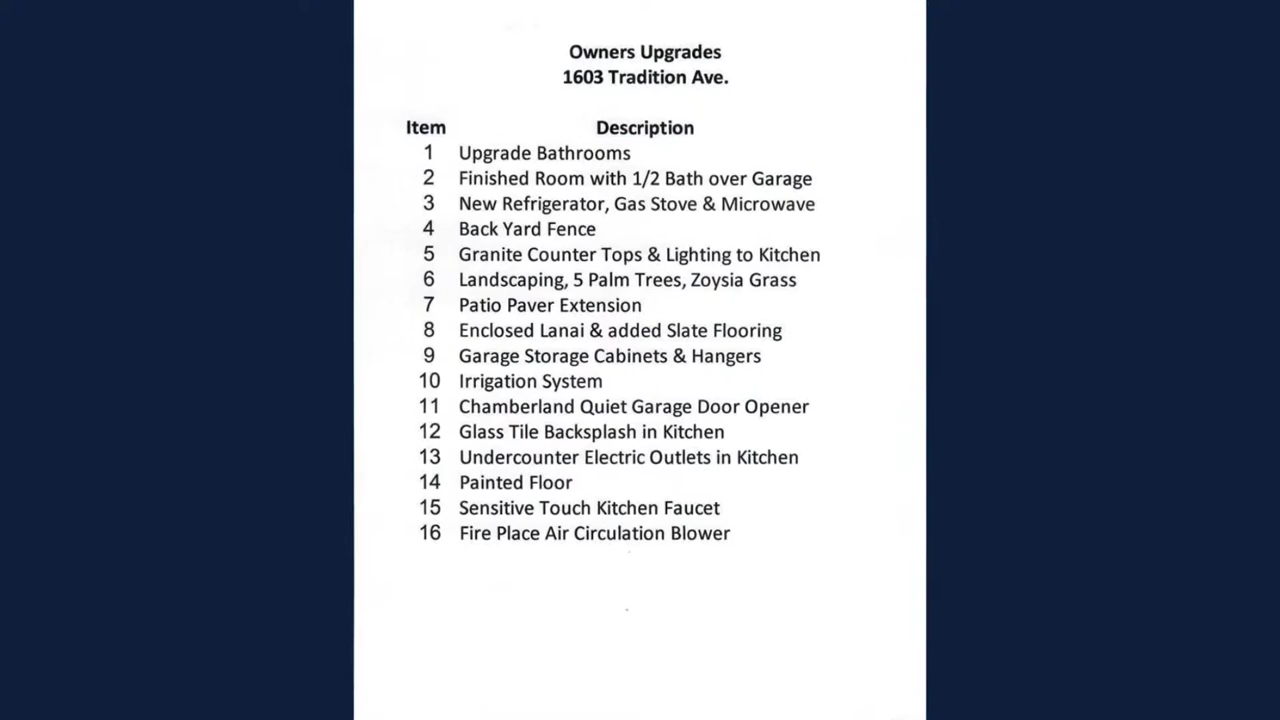 Owners Upgrades
1603 Tradition Ave.
Item Description
1 Upgrade Bathrooms
2 Finished Room with 1/2 Bath over Garage
3 New Refrigerator, Gas Stove & Microwave
4 Back Yard Fence
5 Granite Counter Tops & Lighting to Kitchen
6 Landscaping, 5 Palm Trees, Zoysia Grass
7 Patio Paver Extension
8 Enclosed Lanai & added Slate Flooring
9 Garage Storage Cabinets & Hangers
10 Irrigation System
11 Chamberland Quiet Garage Door Opener
12 Glass Tile Backsplash in Kitchen
13 Undercounter Electric Outlets in Kitchen
14 Painted Floor
15 Sensitive Touch Kitchen Faucet
16 Fire Place Air Circulation Blower